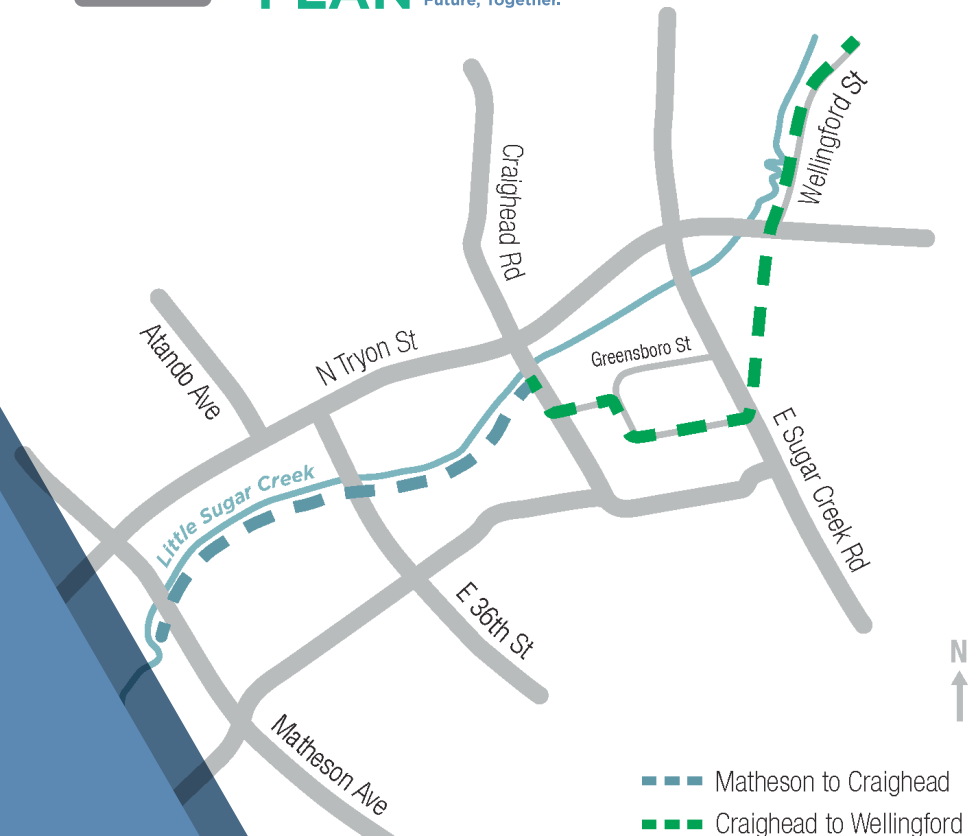 PLAN
Future, Together.
Craighead Rd
Wellingford St
Atando Ave
N Tryon St
Greensboro St
Little Sugar Creek
E Sugar Creek Rd
E 36th St
Matheson Ave
N
Matheson to Craighead
Craighead to Wellingford